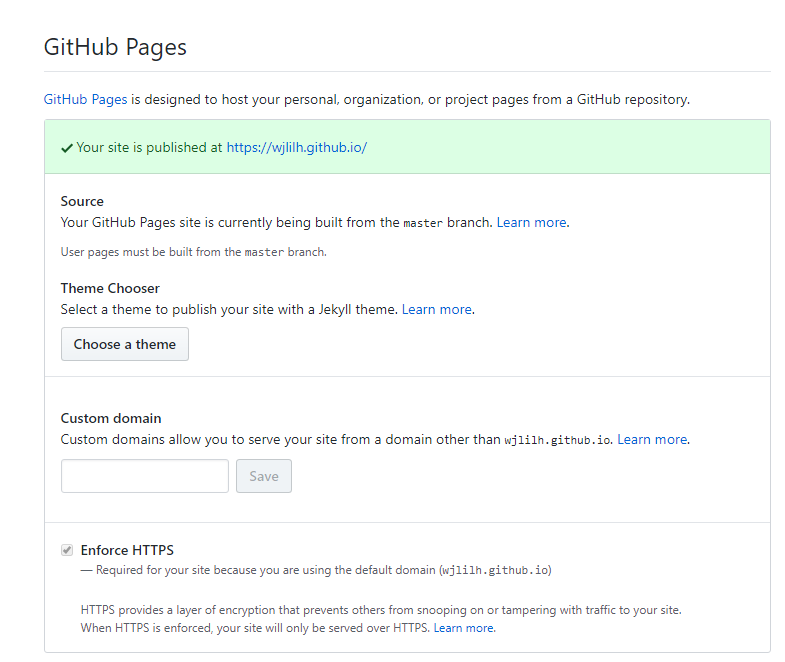 GitHub Pages
GitHub Pages is designed to host your personal, organization, or project pages from a GitHub repository.
Your site is published at https://wjlilh.github.io/
Source
Your GitHub Pages site is currently being built from the master branch. Learn more.
User pages must be built from the master branch.
Theme Chooser
Select a theme to publish your site with a Jekyll theme. Learn more.
Choose a theme
Custom domain
Custom domains allow you to serve your site from a domain other than wjlilh.github.io. Learn more.
Save
Enforce HTTPS
— Required for your site because you are using the default domain (wjlilh.github.io)
HTTPS provides a layer of encryption that prevents others from snooping on or tampering with traffic to your site.
When HTTPS is enforced, your site will only be served over HTTPS. Learn more.